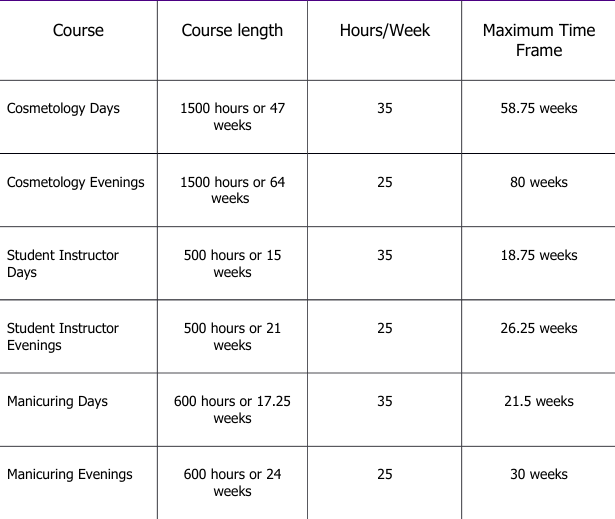 Course Course length Hours/Week Maximum Time
Frame
Cosmetology Days 1500 hours or 47 35 58.75 weeks
weeks
Cosmetology Evenings 1500 hours or 64 25 80 weeks
weeks
Student Instructor 500 hours or 15 35 18.75 weeks
Days weeks
Student Instructor 500 hours or 21 25 26.25 weeks
Evenings weeks
Manicuring Days 600 hours or 17.25 35 21.5 weeks
weeks
Manicuring Evenings 600 hours or 24 25 30 weeks
weeks